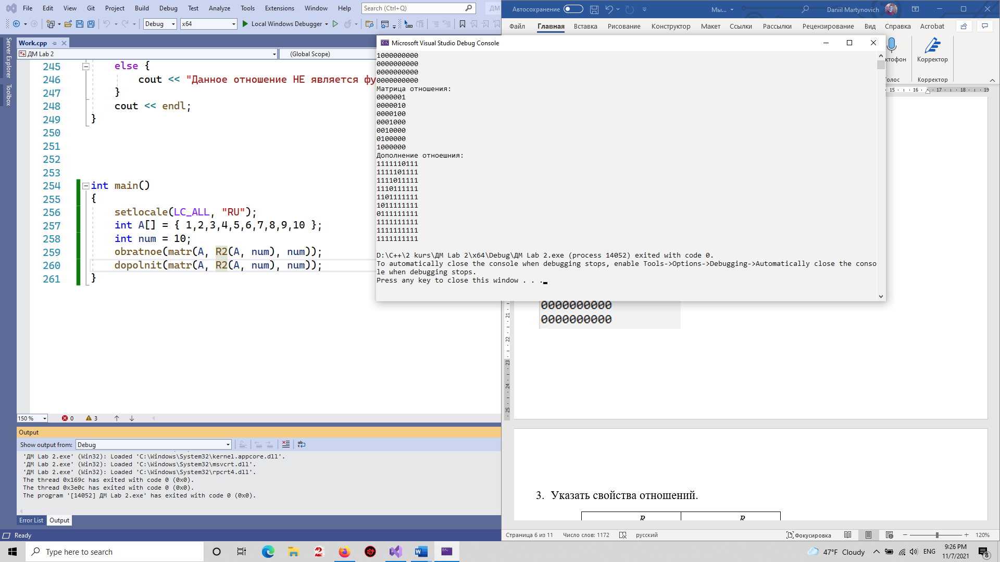 File Edit View Git Project Build Debug Test Analyze Tools Extensions Window Help Search (Ctrl+Q) ДМ
Debug x64 Local Windows Debugger
Server Explorer
Toolbox
Work.cpp
ДМ Lab 2 (Global Scope)
245 else {
246 cout << "Данное отношение НЕ является фу
247 }
248 cout << endl;
249 }
250
251
252
253
254 int main()
255 {
256 setlocale(LC_ALL, "RU");
257 int A[] = { 1,2,3,4,5,6,7,8,9,10 };
258 int num = 10;
259 obratnoe(matr(A, R2(A, num), num));
260 dopolnit(matr(A, R2(A, num), num));
261 }
150 % 0 3
Output
Show output from: Debug
'ДМ Lab 2.exe' (Win32): Loaded 'C:\Windows\System32\kernel.appcore.dll'.
'ДМ Lab 2.exe' (Win32): Loaded 'C:\Windows\System32\msvcrt.dll'.
'ДМ Lab 2.exe' (Win32): Loaded 'C:\Windows\System32\rpcrt4.dll'.
The thread 0x169c has exited with code 0 (0x0).
The thread 0x3e0c has exited with code 0 (0x0).
The program '[14052] ДМ Lab 2.exe' has exited with code 0 (0x0).
Error List Output
Ready
Автосохранение Мы... Daniil Martynovich
Файл Главная Вставка Рисование Конструктор Макет Ссылки Рассылки Рецензирование Вид Справка Acrobat
ктофон Корректор
олос Корректор
15 16 17 18 19
Microsoft Visual Studio Debug Console
1000000000
0000000000
0000000000
0000000000
Матрица отношения:
0000001
0000010
0000100
0001000
0010000
0100000
1000000
Дополнение отноешния:
1111110111
1111101111
1111011111
1110111111
1101111111
1011111111
0111111111
1111111111
1111111111
1111111111
D:\C++\2 kurs\ДМ Lab 2\x64\Debug\ДМ Lab 2.exe (process 14052) exited with code 0.
To automatically close the console when debugging stops, enable Tools->Options->Debugging->Automatically close the conso
le when debugging stops.
Press any key to close this window . . .
0000000000
0000000000
21
22
23
24
25
3. Указать свойства отношений.
R R
Страница 6 из 11 Число слов: 1172 русский Фокусировка 120%
Type here to search
47°F Cloudy ENG 9:26 PM
11/7/2021 8